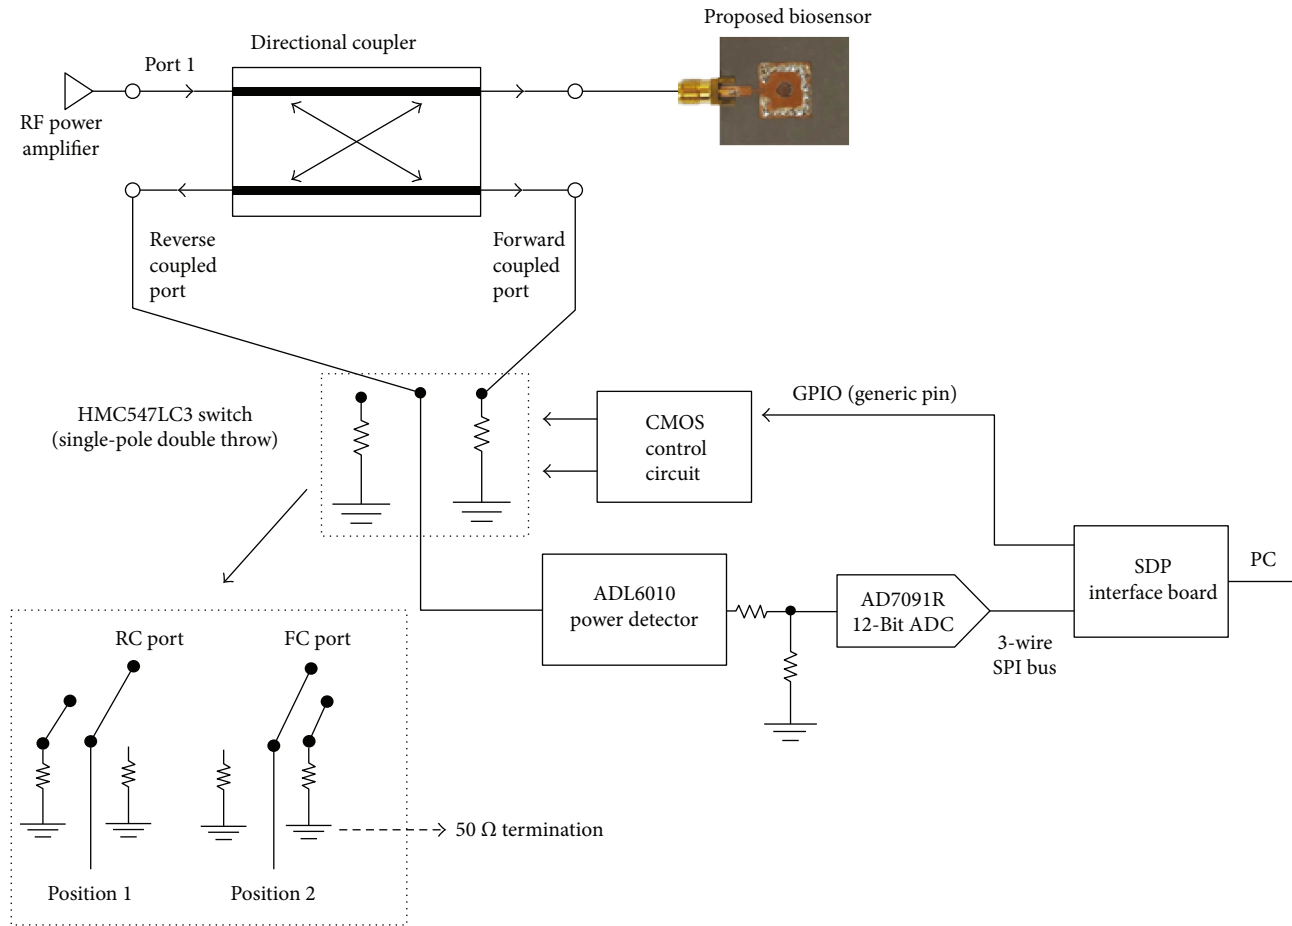 Proposed biosensor
Directional coupler
Port 1
RF power
amplifier
Reverse
coupled
port
Forward
coupled
port
HMC547LC3 switch
(single-pole double throw)
CMOS
control
circuit
GPIO (generic pin)
ADL6010
power detector
AD7091R
12-Bit ADC
3-wire
SPI bus
SDP
interface board
PC
RC port
FC port
50 Ω termination
Position 1
Position 2